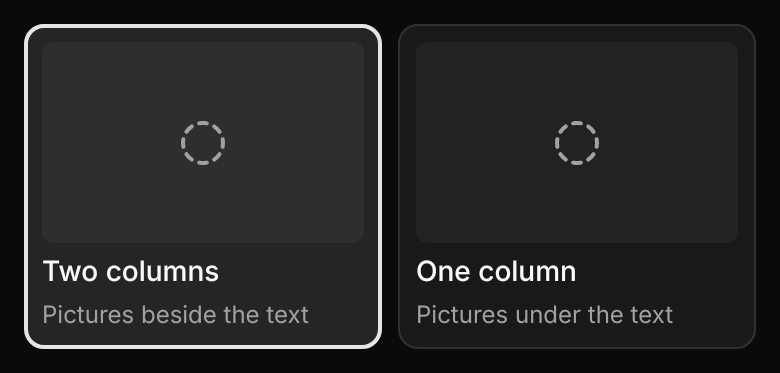 Two columns
Pictures beside the text
One column
Pictures under the text